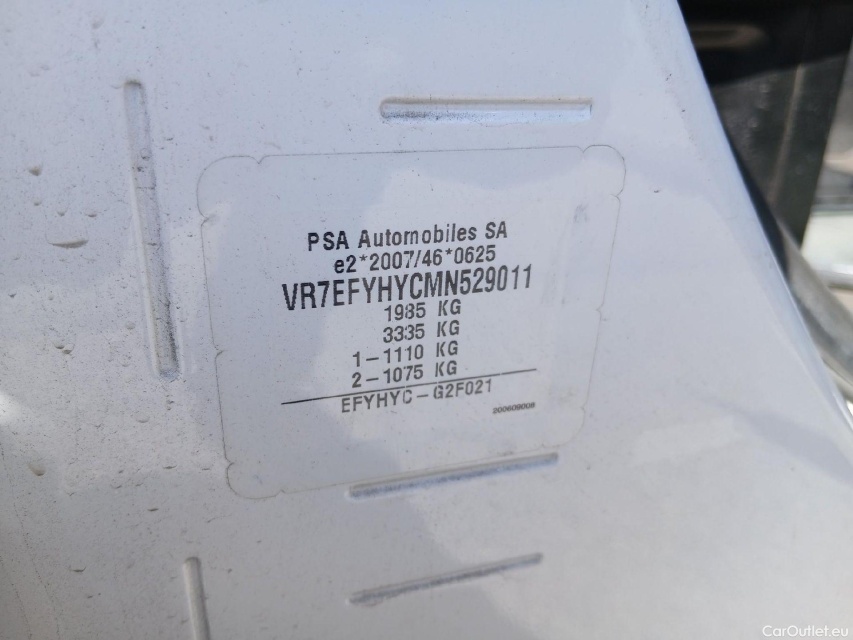 PSA Automobiles SA
e2*2007/46*0625
VR7EFYHYCMN529011
1985 KG
3335 KG
1-1110 KG
2-1075 KG
EFYHYC-G2F021
200609008
CarOutlet.eu